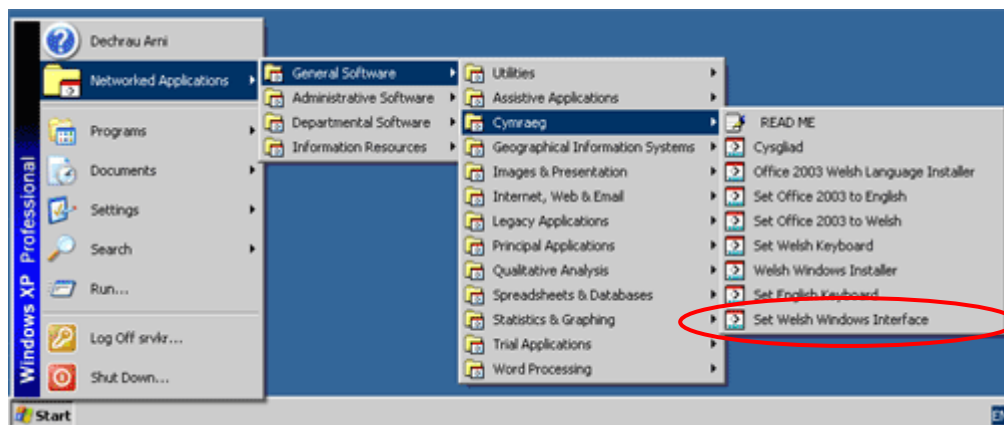 Windows XP Professional
Dechrau Arni
Networked Applications
Programs
Documents
Settings
Search
Run...
Log Off srvkr...
Shut Down...
Start
General Software
Administrative Software
Departmental Software
Information Resources
Utilities
Assistive Applications
Cymraeg
Geographical Information Systems
Images & Presentation
Internet, Web & Email
Legacy Applications
Principal Applications
Qualitative Analysis
Spreadsheets & Databases
Statistics & Graphing
Trial Applications
Word Processing
READ ME
Cysgliad
Office 2003 Welsh Language Installer
Set Office 2003 to English
Set Office 2003 to Welsh
Set Welsh Keyboard
Welsh Windows Installer
Set English Keyboard
Set Welsh Windows Interface